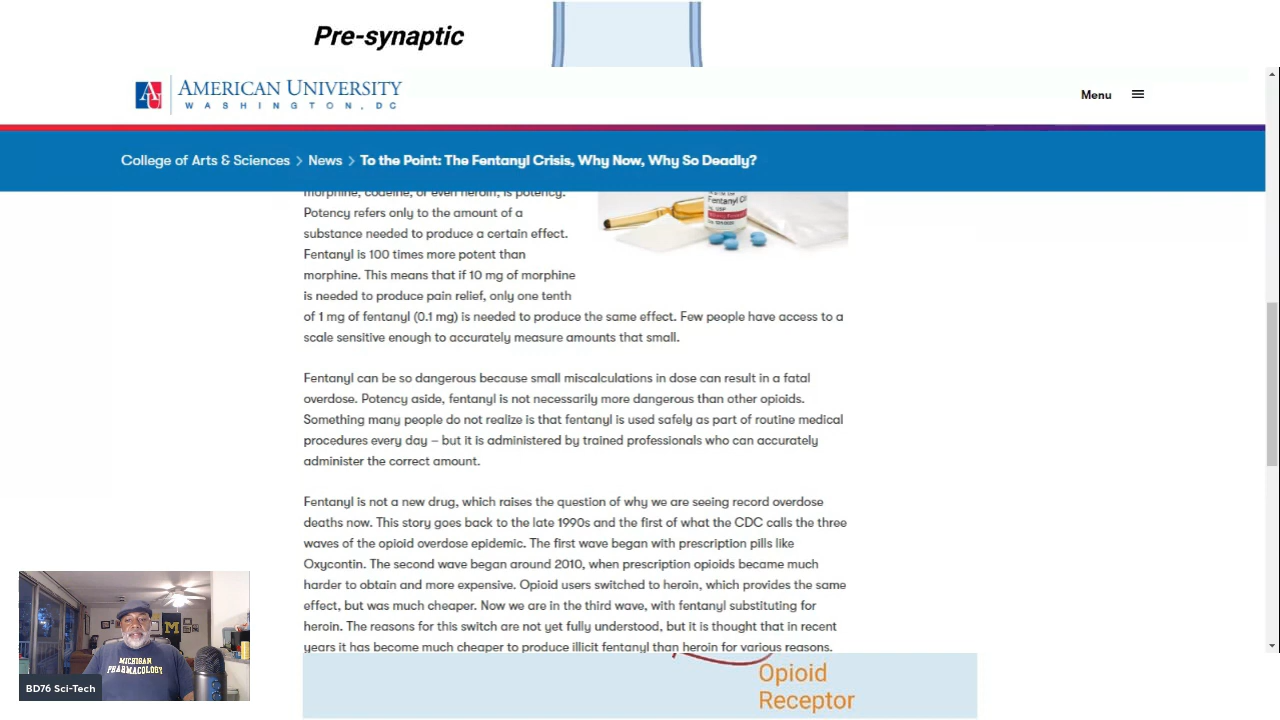 Pre-synaptic
AMERICAN UNIVERSITY
WASHINGTON, DC
Menu
College of Arts & Sciences > News > To the Point: The Fentanyl Crisis, Why Now, Why So Deadly?
morphine, codeine, or even heroin, is potency.
Potency refers only to the amount of a
substance needed to produce a certain effect.
Fentanyl is 100 times more potent than
morphine. This means that if 10 mg of morphine
is needed to produce pain relief, only one tenth
of 1 mg of fentanyl (0.1 mg) is needed to produce the same effect. Few people have access to a
scale sensitive enough to accurately measure amounts that small.
Fentanyl Ci
Fentanyl can be so dangerous because small miscalculations in dose can result in a fatal
overdose. Potency aside, fentanyl is not necessarily more dangerous than other opioids.
Something many people do not realize is that fentanyl is used safely as part of routine medical
procedures every day – but it is administered by trained professionals who can accurately
administer the correct amount.
Fentanyl is not a new drug, which raises the question of why we are seeing record overdose
deaths now. This story goes back to the late 1990s and the first of what the CDC calls the three
waves of the opioid overdose epidemic. The first wave began with prescription pills like
Oxycontin. The second wave began around 2010, when prescription opioids became much
harder to obtain and more expensive. Opioid users switched to heroin, which provides the same
effect, but was much cheaper. Now we are in the third wave, with fentanyl substituting for
heroin. The reasons for this switch are not yet fully understood, but it is thought that in recent
years it has become much cheaper to produce illicit fentanyl than heroin for various reasons.
M
MICHIGAN
PHARMACOLOGY
BD76 Sci-Tech
Opioid
Receptor